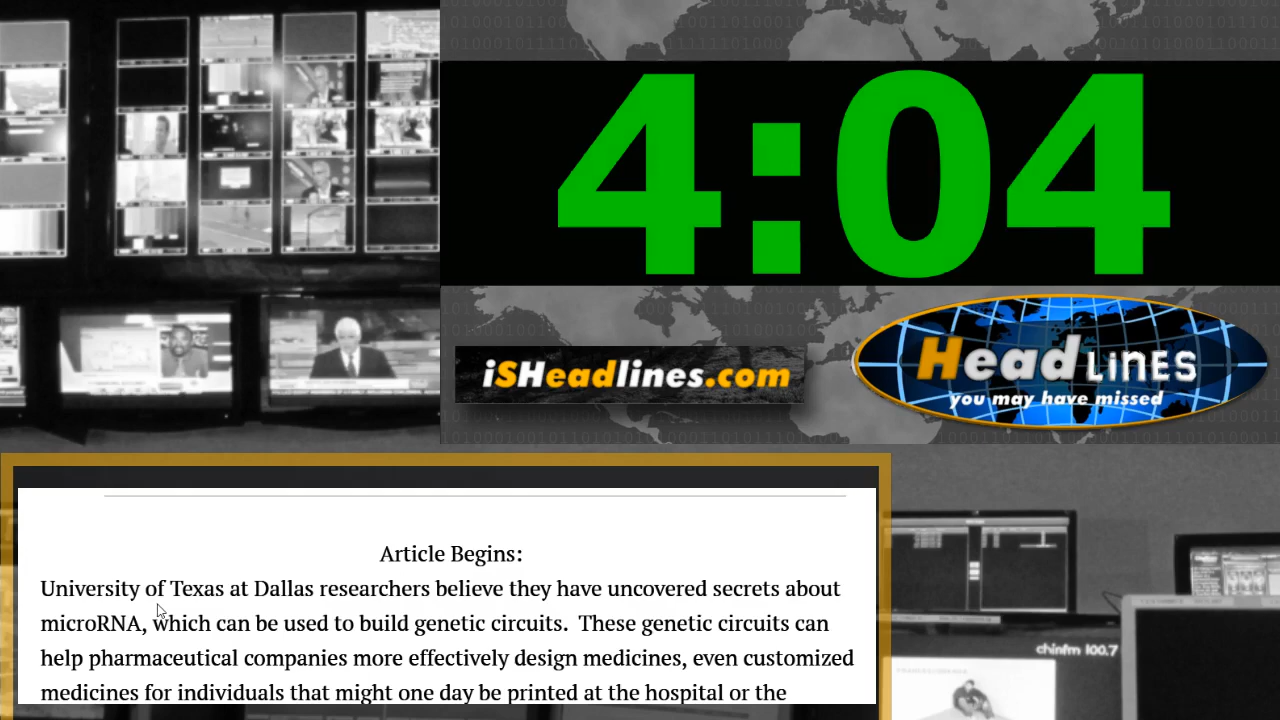 4:04
iSHeadlines.com
HeadLINES
you may have missed
Article Begins:
University of Texas at Dallas researchers believe they have uncovered secrets about
microRNA, which can be used to build genetic circuits.  These genetic circuits can
help pharmaceutical companies more effectively design medicines, even customized
medicines for individuals that might one day be printed at the hospital or the
chinfm 100.7